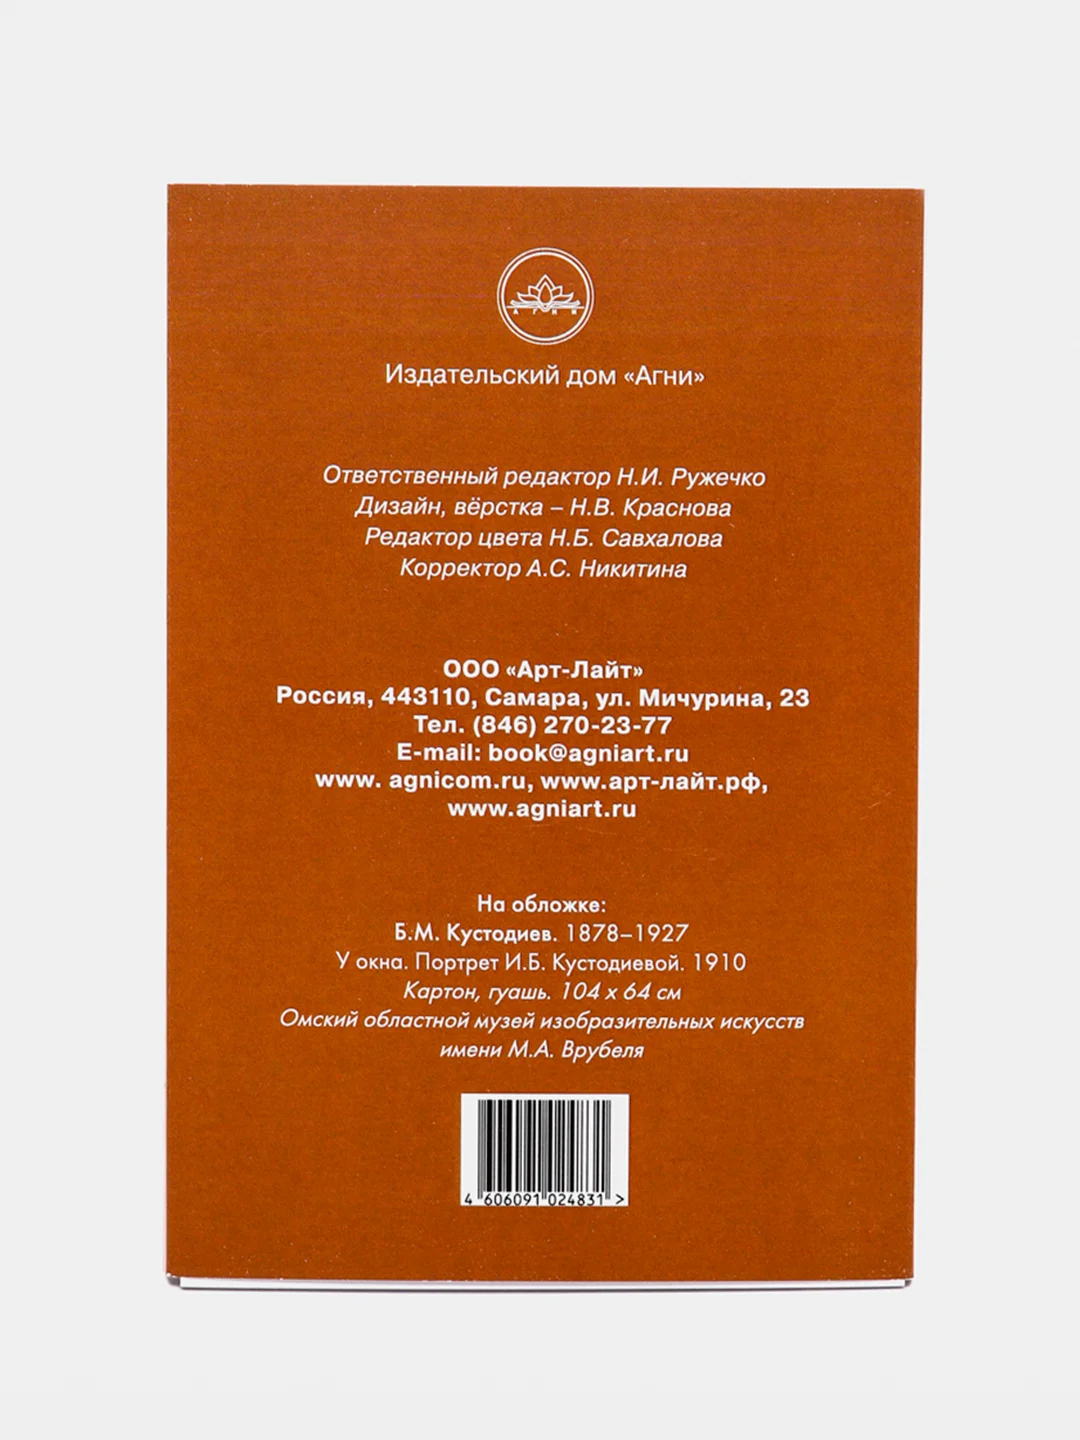 АГНИ
Издательский дом «Агни»
Ответственный редактор Н.И. Ружечко
Дизайн, вёрстка – Н.В. Краснова
Редактор цвета Н.Б. Савхалова
Корректор А.С. Никитина
ООО «Арт-Лайт»
Россия, 443110, Самара, ул. Мичурина, 23
Тел. (846) 270-23-77
E-mail: book@agniart.ru
www. agnicom.ru, www.арт-лайт.рф,
www.agniart.ru
На обложке:
Б.М. Кустодиев. 1878–1927
У окна. Портрет И.Б. Кустодиевой. 1910
Картон, гуашь. 104 х 64 см
Омский областной музей изобразительных искусств
имени М.А. Врубеля
4 606091 024831 >